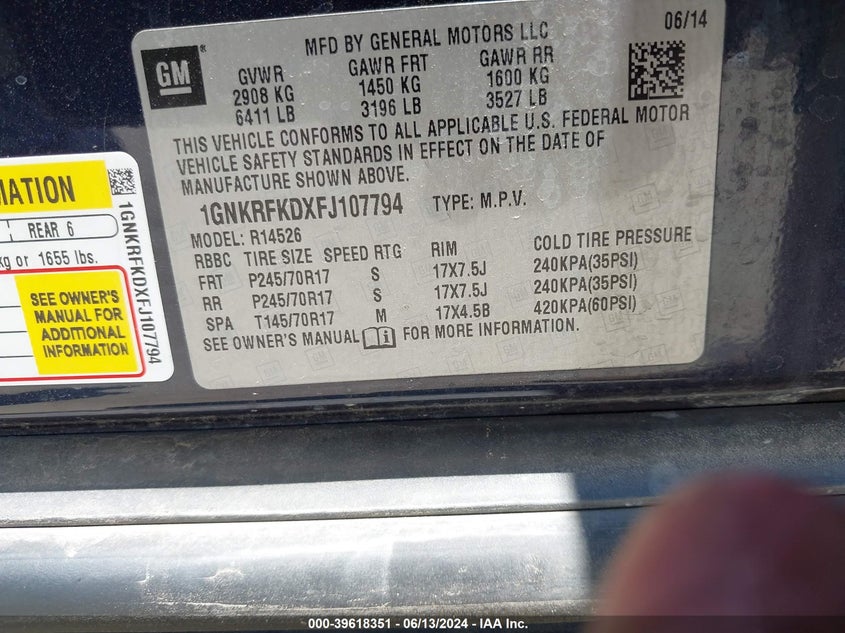 06/14
MFD BY GENERAL MOTORS LLC
GM
GVWR GAWR FRT GAWR RR
2908 KG 1450 KG 1600 KG
6411 LB 3196 LB 3527 LB
THIS VEHICLE CONFORMS TO ALL APPLICABLE U.S. FEDERAL MOTOR
VEHICLE SAFETY STANDARDS IN EFFECT ON THE DATE OF
MANUFACTURE SHOWN ABOVE.
1GNKRFKDXFJ107794 TYPE: M.P.V.
MODEL: R14526
RBBC TIRE SIZE SPEED RTG RIM COLD TIRE PRESSURE
FRT P245/70R17 S 17X7.5J 240KPA(35PSI)
RR P245/70R17 S 17X7.5J 240KPA(35PSI)
SPA T145/70R17 M 17X4.5B 420KPA(60PSI)
SEE OWNER'S MANUAL FOR MORE INFORMATION.
MATION
REAR 6
kg or 1655 lbs.
SEE OWNER'S
MANUAL FOR
ADDITIONAL
INFORMATION
1GNKRFKDXFJ107794
000-39618351 - 06/13/2024 - IAA Inc.